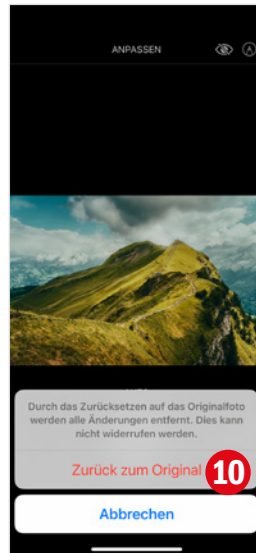 ANPASSEN
Durch das Zurücksetzen auf das Originalfoto
werden alle Änderungen entfernt. Dies kann
nicht widerrufen werden.
Zurück zum Original 10
Abbrechen